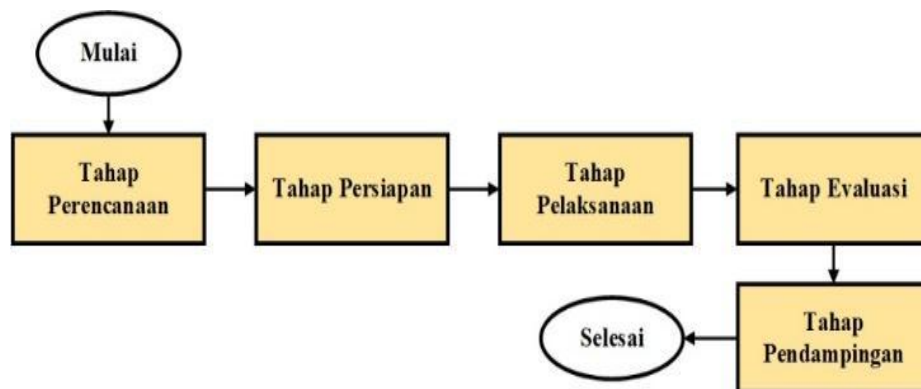 Mulai
Tahap
Perencanaan
Tahap Persiapan
Tahap
Pelaksanaan
Tahap Evaluasi
Tahap
Pendampingan
Selesai